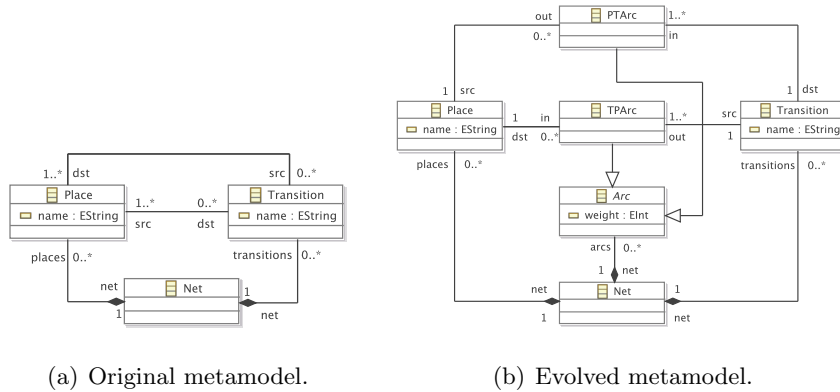 out
PTArc
1..*
0..*
in
1
src
1
dst
Place
name : EString
1
in
dst
0..*
TPArc
1..*
out
src
1
Transition
name : EString
places
0..*
transitions
0..*
Arc
weight : EInt
arcs
0..*
1
net
net
1
Net
1
net
1..*
dst
src
0..*
Place
name : EString
1..*
src
0..*
dst
Transition
name : EString
places
0..*
transitions
0..*
net
1
Net
1
net
(a) Original metamodel.
(b) Evolved metamodel.